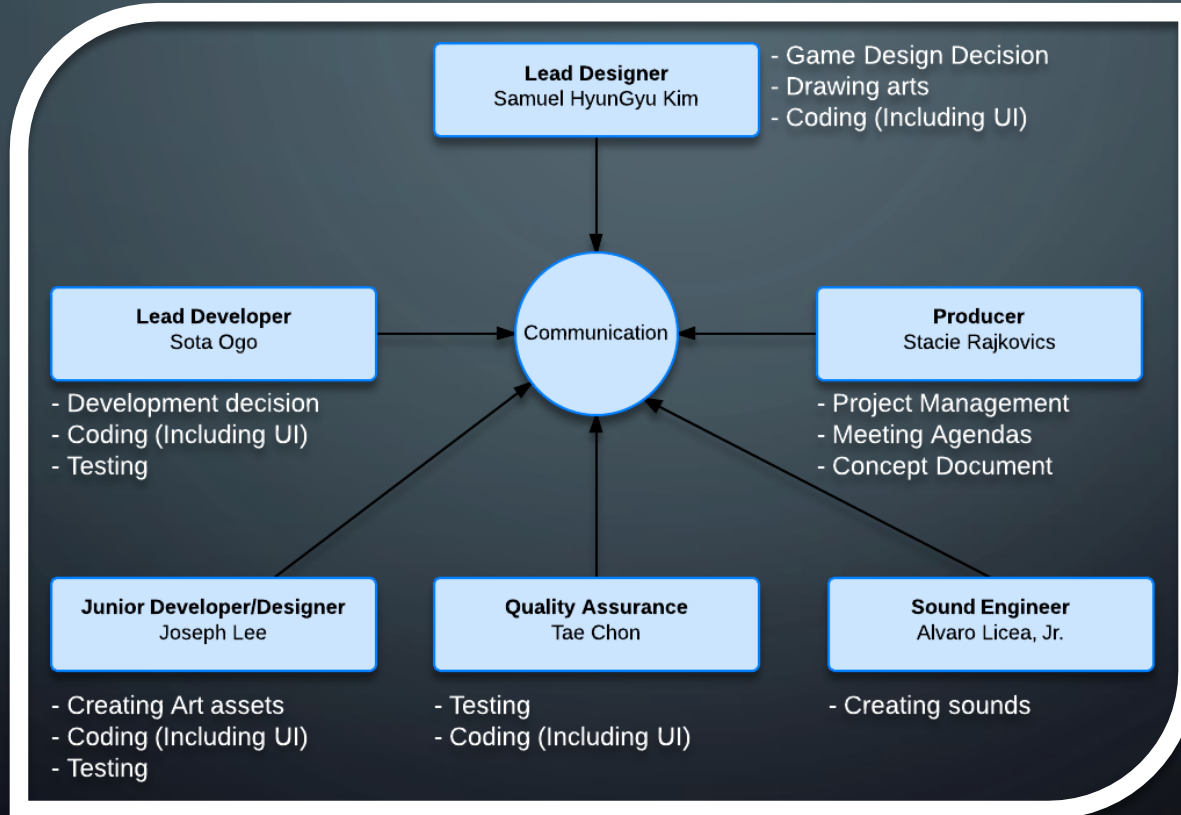 Lead Designer
Samuel HyunGyu Kim
- Game Design Decision
- Drawing arts
- Coding (Including UI)
Lead Developer
Sota Ogo
- Development decision
- Coding (Including UI)
- Testing
Communication
Producer
Stacie Rajkovics
- Project Management
- Meeting Agendas
- Concept Document
Junior Developer/Designer
Joseph Lee
- Creating Art assets
- Coding (Including UI)
- Testing
Quality Assurance
Tae Chon
- Testing
- Coding (Including UI)
Sound Engineer
Alvaro Licea, Jr.
- Creating sounds